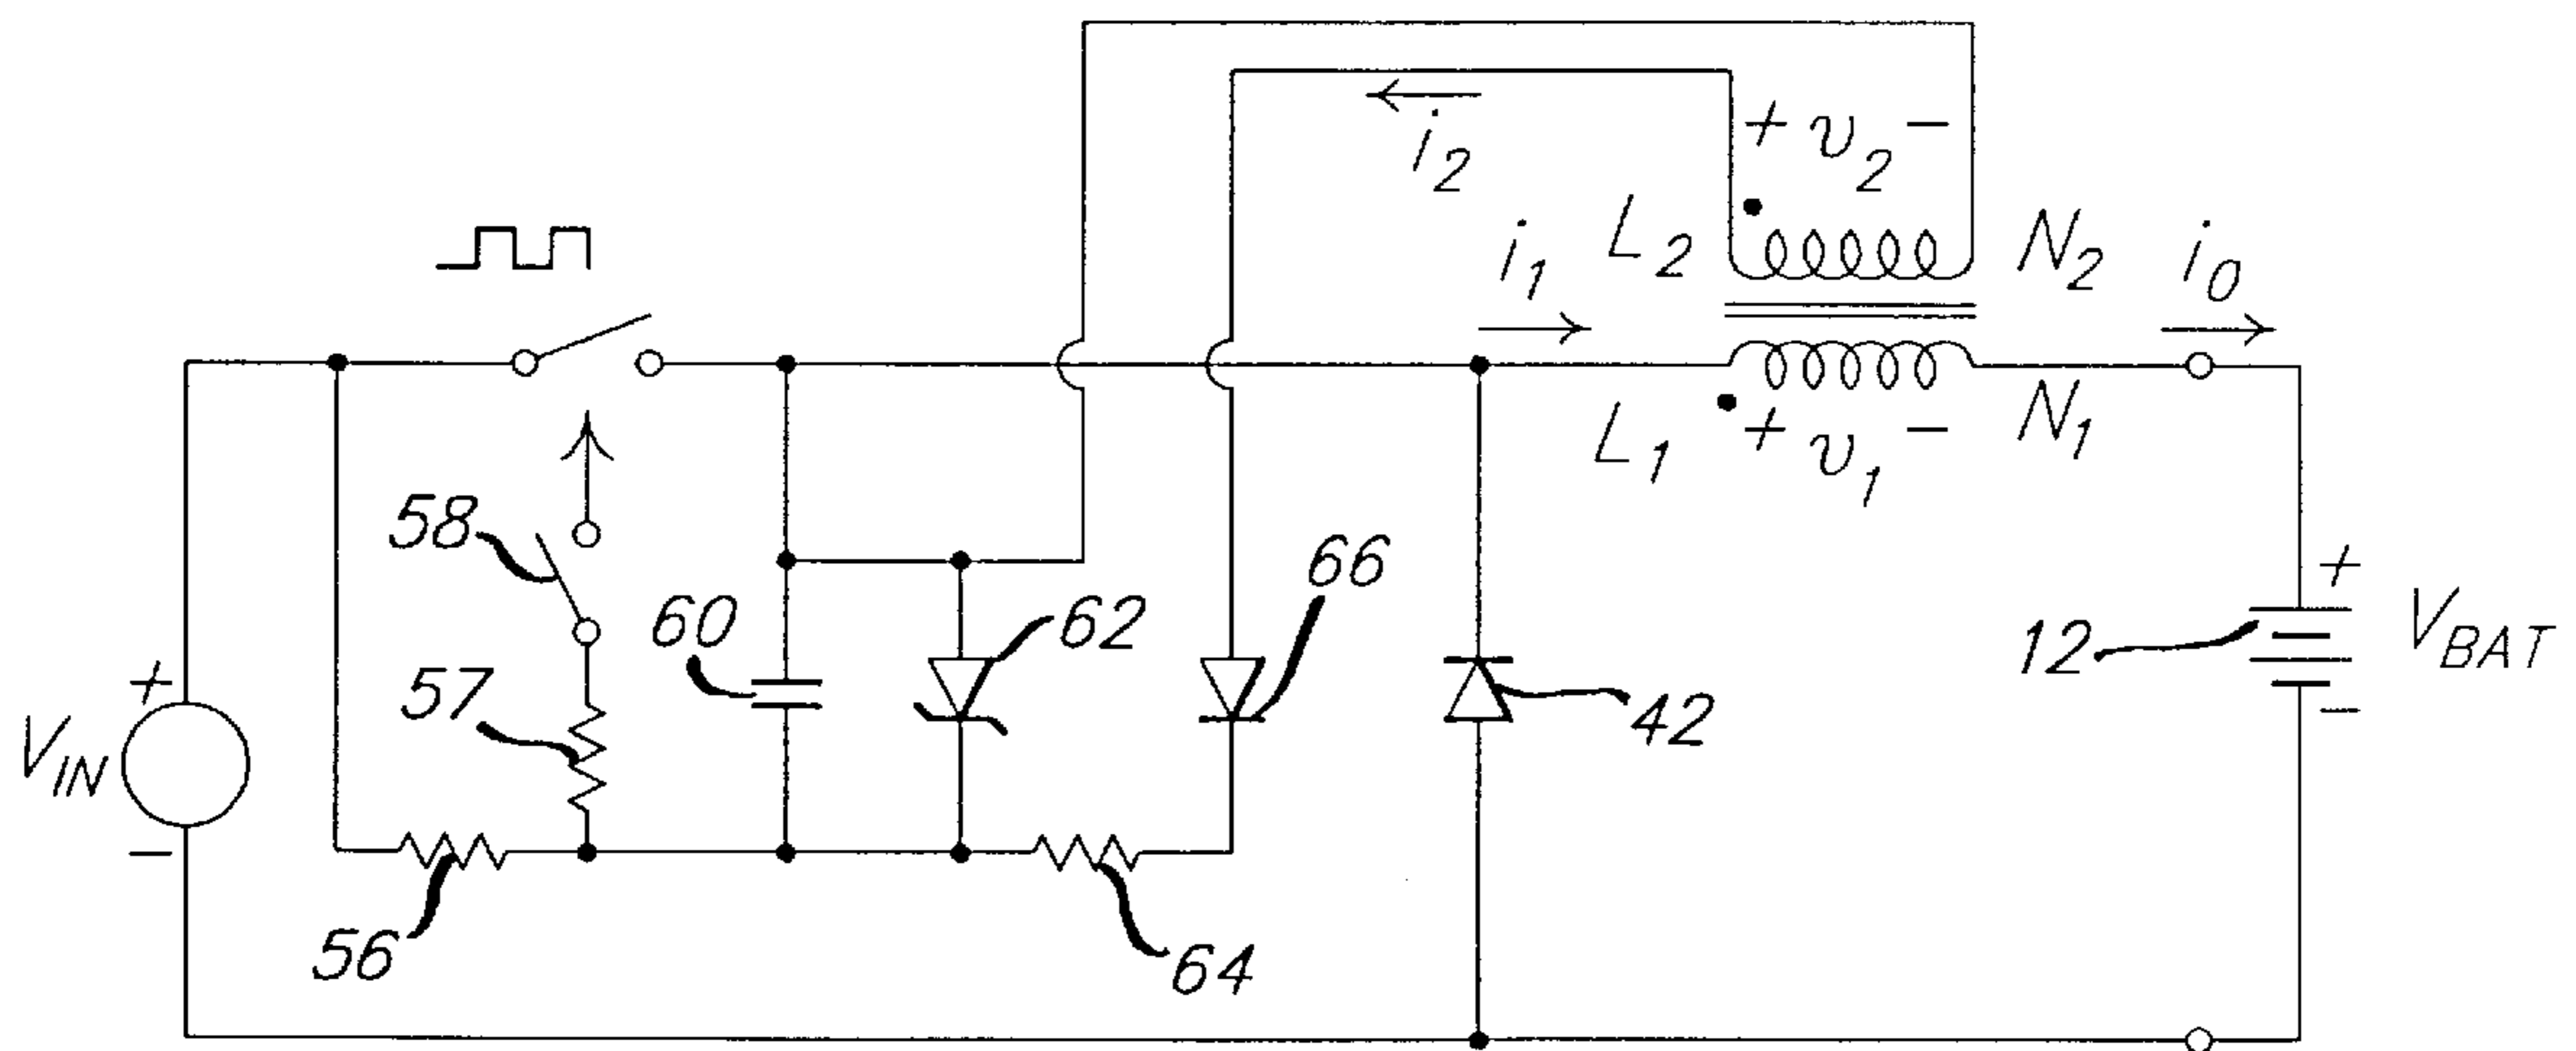 + v2 −
i2
L2
N2
i1
i0
L1
+ v1 −
N1
58
60
62
66
12
+
VBAT
−
57
42
+
VIN
−
56
64